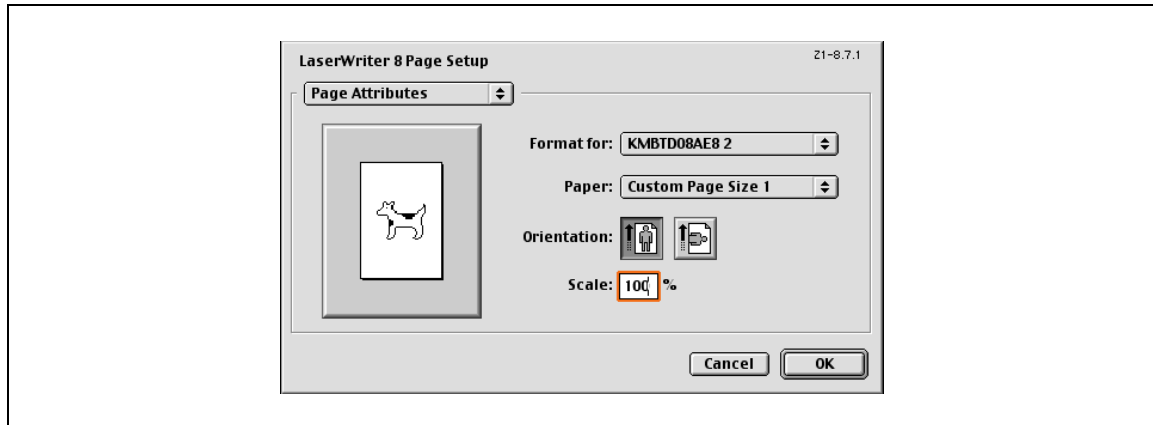 LaserWriter 8 Page Setup
Z1-8.7.1
Page Attributes
Format for: KMBTD08AE8 2
Paper: Custom Page Size 1
Orientation:
Scale: 100 %
Cancel OK